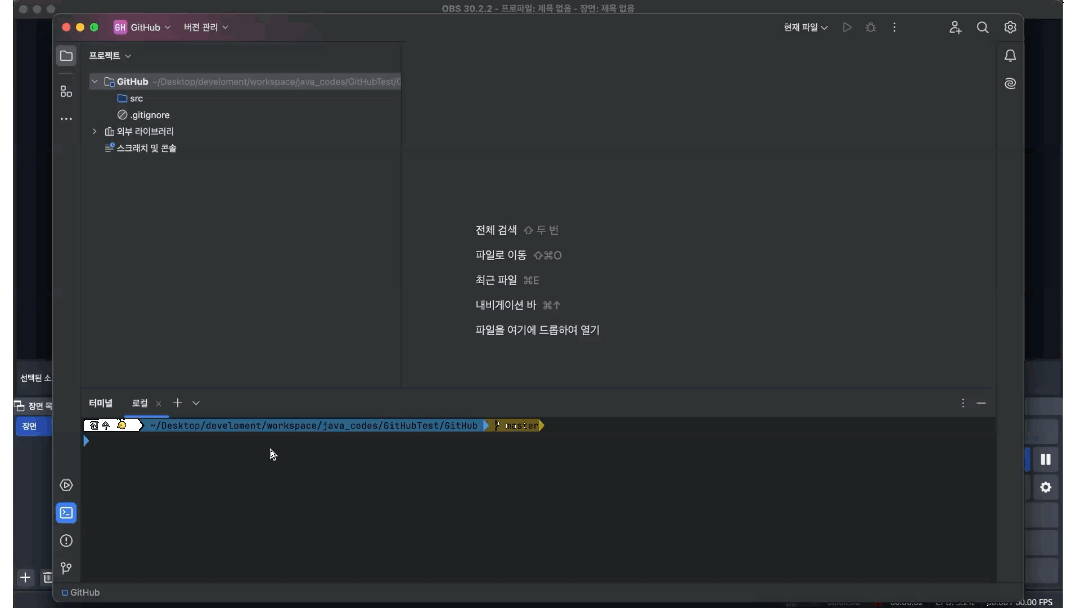 OBS 30.2.2 - 프로파일: 제목 없음 - 장면: 제목 없음
GH GitHub 버전 관리 현재 파일
프로젝트
GitHub ~/Desktop/develoment/workspace/java_codes/GitHubTest/G
src
.gitignore
외부 라이브러리
스크래치 및 콘솔
전체 검색 ⇧ 두 번
파일로 이동 ⇧⌘O
최근 파일 ⌘E
내비게이션 바 ⌘↑
파일을 여기에 드롭하여 열기
선택된 소
터미널 로컬
장면 목
장면 ~/Desktop/develoment/workspace/java_codes/GitHubTest/GitHub master
GitHub
FPS